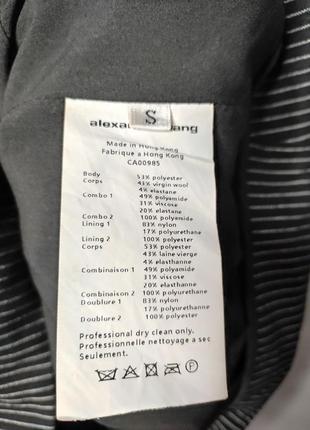 S
alexa ang
Made in Hong Kong
Fabrique a Hong Kong
CA00985
Body 53% polyester
Corps 43% virgin wool
4% elastane
Combo 1 49% polyamide
31% viscose
20% elastane
Combo 2 100% polyester
Lining 1 83% nylon
17% polyurethane
Lining 2 100% polyester
Corps 53% polyester
43% laine vierge
4% elasthanne
Combinaison 1 49% polyamide
31% viscose
20% elasthanne
Combinaison 2 100% polyester
Doublure 1 83% nylon
17% polyurethane
Doublure 2 100% polyester
Professional dry clean only.
Professionnelle nettoyage a sec
Seulement.
P